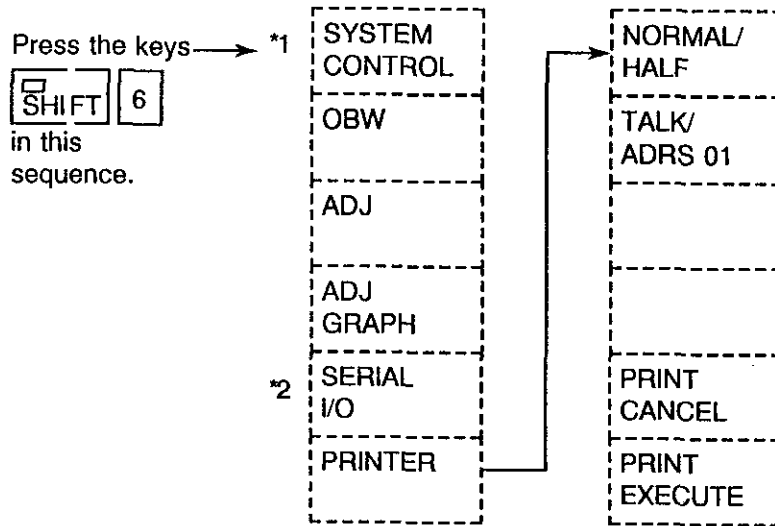 Press the keys
SHIFT 6
in this
sequence.
*1 SYSTEM
CONTROL
OBW
ADJ
ADJ
GRAPH
*2 SERIAL
I/O
PRINTER
NORMAL/
HALF
TALK/
ADRS 01
PRINT
CANCEL
PRINT
EXECUTE